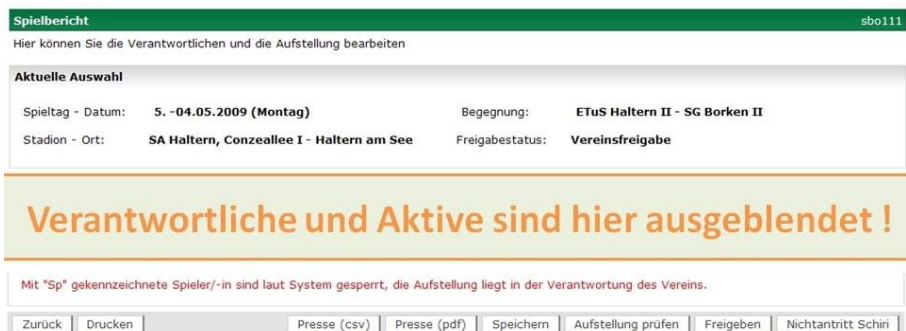 Spielbericht sbo111
Hier können Sie die Verantwortlichen und die Aufstellung bearbeiten
Aktuelle Auswahl
Spieltag - Datum: 5. -04.05.2009 (Montag) Begegnung: ETuS Haltern II - SG Borken II
Stadion - Ort: SA Haltern, Conzeallee I - Haltern am See Freigabestatus: Vereinsfreigabe
Verantwortliche und Aktive sind hier ausgeblendet !
Mit "Sp" gekennzeichnete Spieler/-in sind laut System gesperrt, die Aufstellung liegt in der Verantwortung des Vereins.
Zurück Drucken Presse (csv) Presse (pdf) Speichern Aufstellung prüfen Freigeben Nichtantritt Schiri